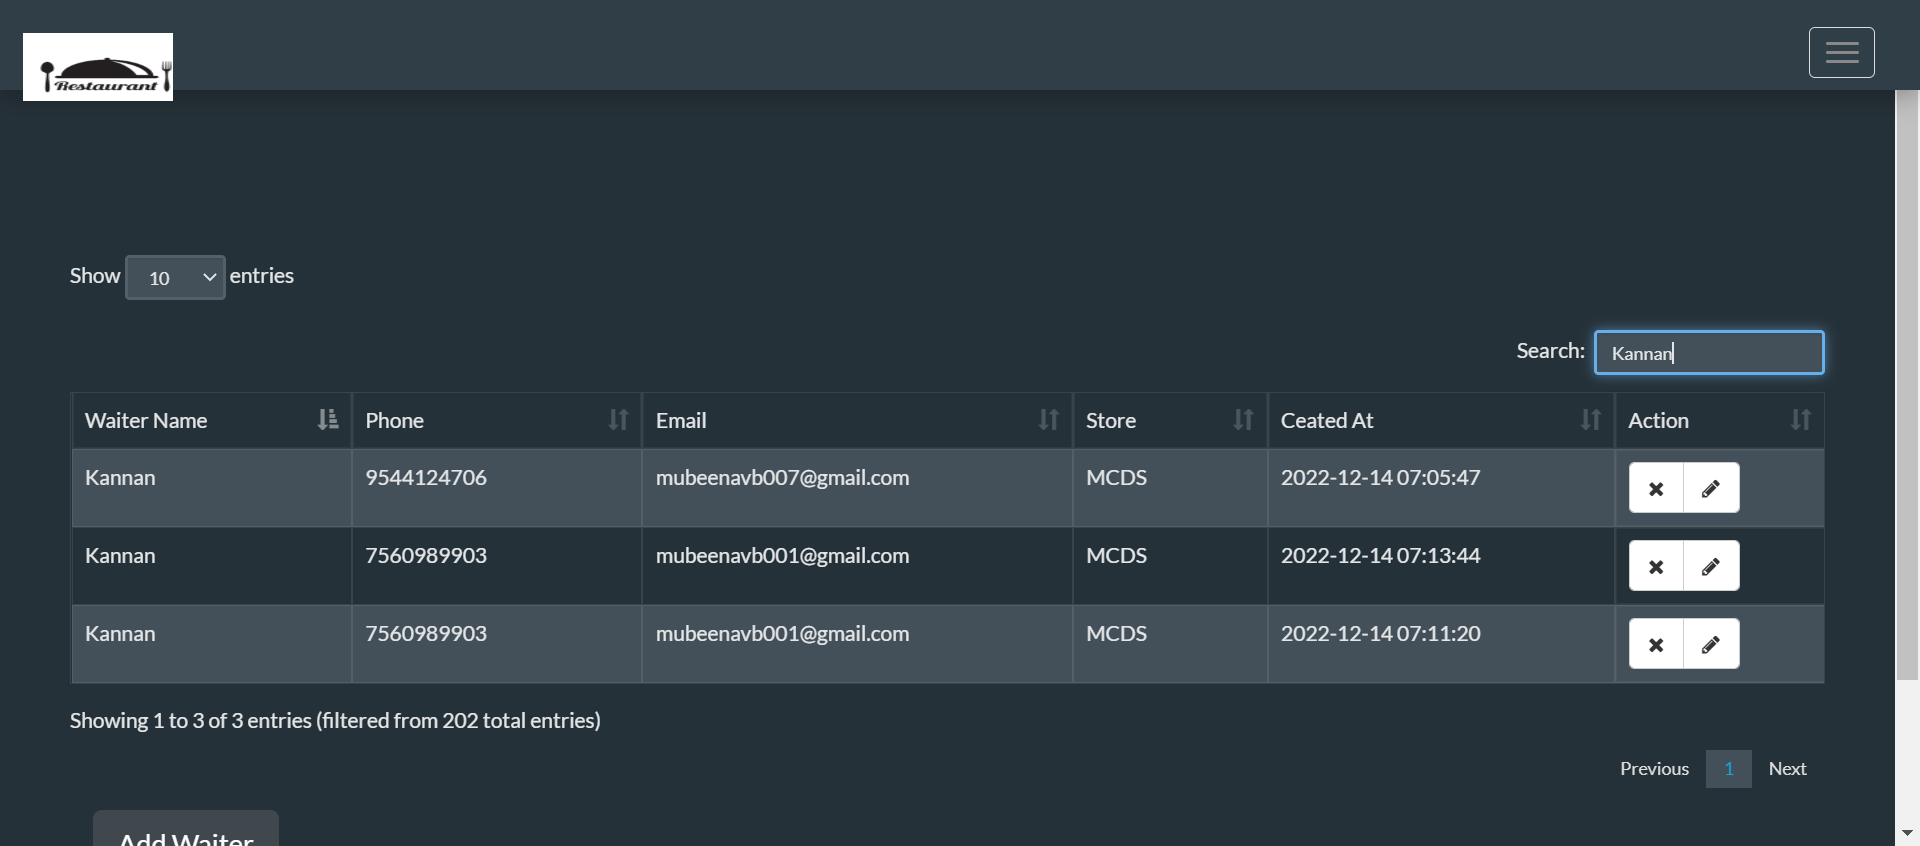 Restaurant
Show 10 entries
Search: Kannan
Waiter Name Phone Email Store Ceated At Action
Kannan 9544124706 mubeenavb007@gmail.com MCDS 2022-12-14 07:05:47
Kannan 7560989903 mubeenavb001@gmail.com MCDS 2022-12-14 07:13:44
Kannan 7560989903 mubeenavb001@gmail.com MCDS 2022-12-14 07:11:20
Showing 1 to 3 of 3 entries (filtered from 202 total entries)
Previous 1 Next
Add Waiter